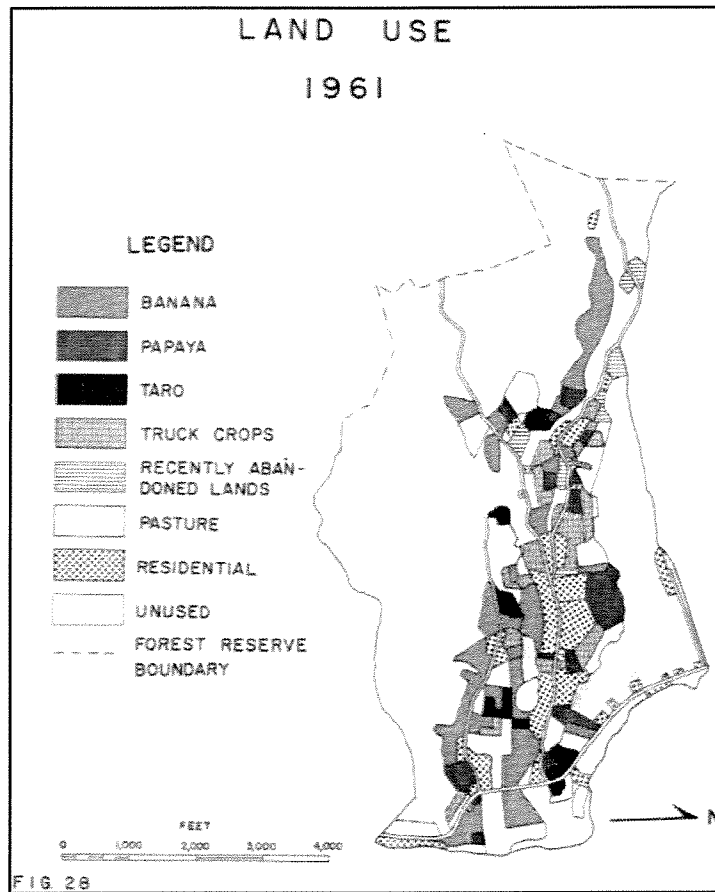 LAND USE
1961
LEGEND
BANANA
PAPAYA
TARO
TRUCK CROPS
RECENTLY ABAN-
DONED LANDS
PASTURE
RESIDENTIAL
UNUSED
FOREST RESERVE
BOUNDARY
FEET
0 1,000 2,000 3,000 4,000
N
FIG. 28